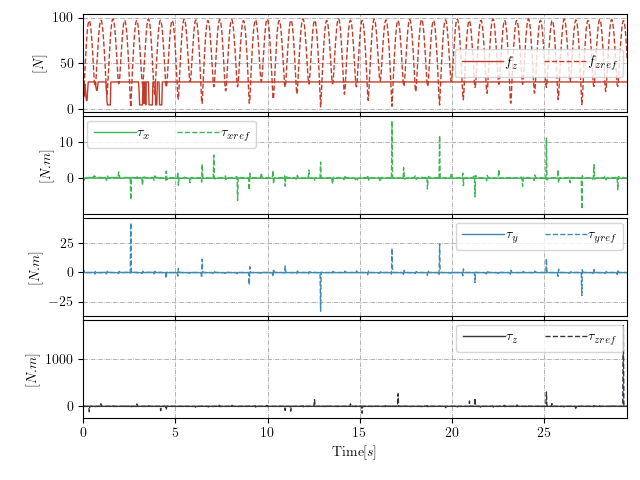 100
50
0
[N]
f_z f_zref
10
0
[N.m]
τ_x τ_xref
25
0
−25
[N.m]
τ_y τ_yref
1000
0
[N.m]
τ_z τ_zref
0 5 10 15 20 25
Time[s]